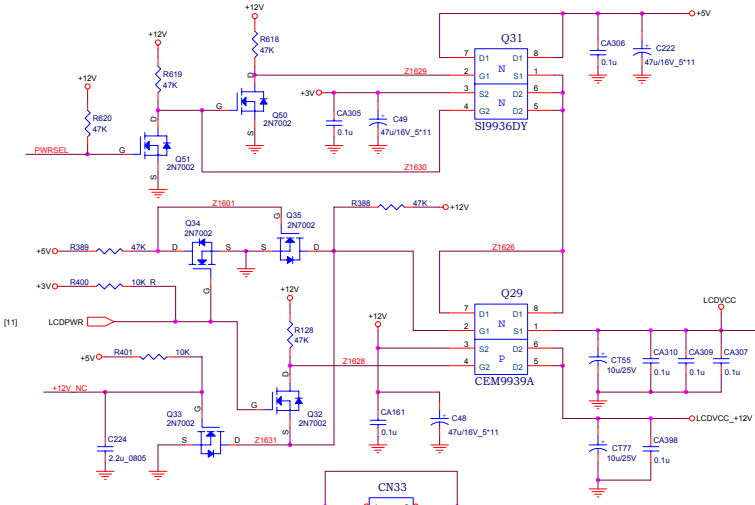 +12V
R618
47K
+12V
R619
47K
+12V
R620
47K
PWRSEL
G
D
S
Q51
2N7002
G
D
S
Q50
2N7002
Z1629
Z1630
+3V
CA305
0.1u
C49
47u/16V_5*11
Q31
7
D1
D1
8
2
G1
N
S1
1
3
S2
D2
6
N
4
G2
D2
5
SI9936DY
+5V
CA306
0.1u
C222
47u/16V_5*11
Z1601
R388
47K
+12V
Q34
2N7002
D
S
G
Q35
2N7002
G
S
D
+5V
R389
47K
+3V
R400
10K_R
[11]
LCDPWR
+12V
R128
47K
Z1628
+5V
R401
10K
+12V_NC
C224
2.2u_0805
Q33
2N7002
G
S
D
Z1631
D
G
S
Q32
2N7002
+12V
CA161
0.1u
C48
47u/16V_5*11
Z1626
Q29
7
D1
D1
8
2
G1
N
S1
1
3
S2
D2
6
P
4
G2
D2
5
CEM9939A
LCDVCC
CT55
10u/25V
CA310
0.1u
CA309
0.1u
CA307
0.1u
LCDVCC_+12V
CT77
10u/25V
CA398
0.1u
CN33